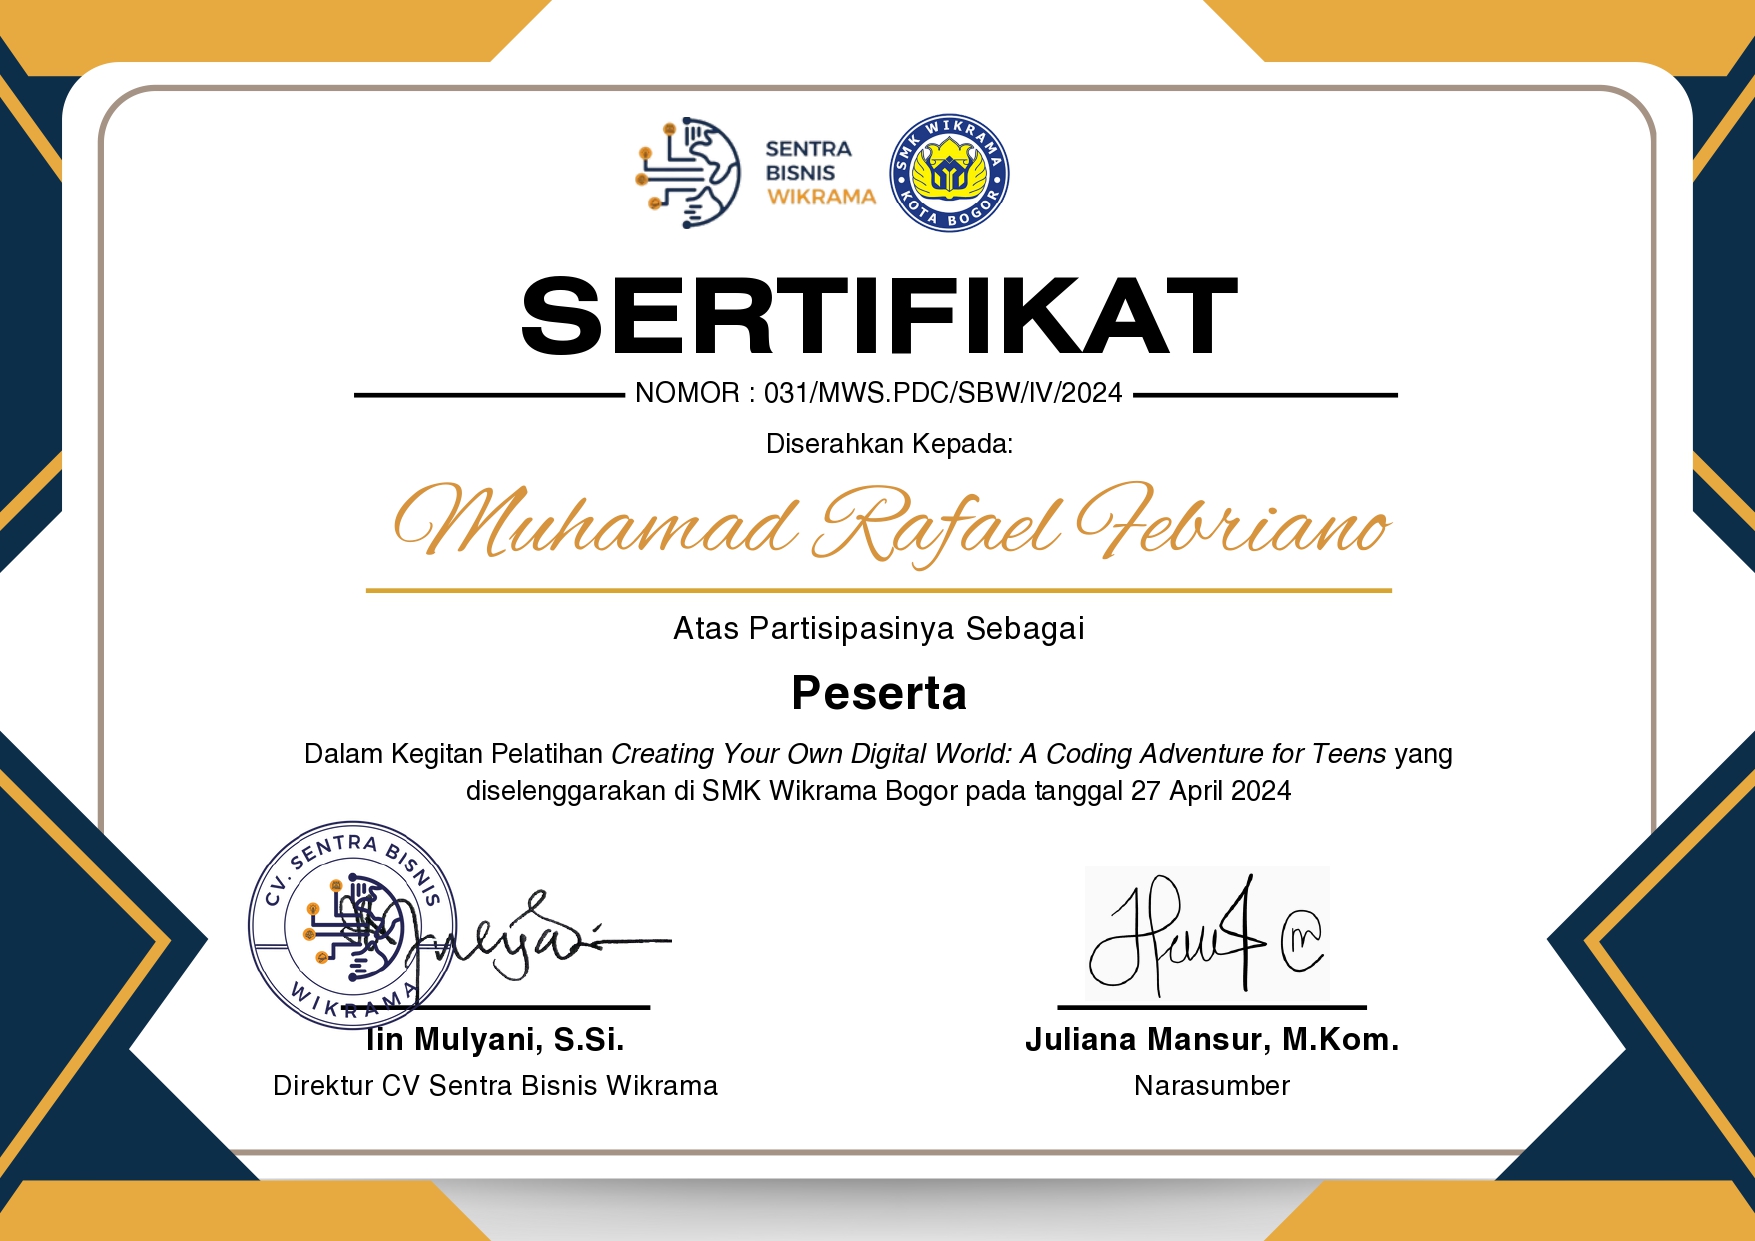 SENTRA
BISNIS
WIKRAMA
SMK WIKRAMA
KOTA BOGOR
SERTIFIKAT
NOMOR : 031/MWS.PDC/SBW/IV/2024
Diserahkan Kepada:
Muhamad Rafael Febriano
Atas Partisipasinya Sebagai
Peserta
Dalam Kegitan Pelatihan Creating Your Own Digital World: A Coding Adventure for Teens yang
diselenggarakan di SMK Wikrama Bogor pada tanggal 27 April 2024
CV. SENTRA BISNIS
WIKRAMA
Iin Mulyani, S.Si.
Direktur CV Sentra Bisnis Wikrama
Juliana Mansur, M.Kom.
Narasumber